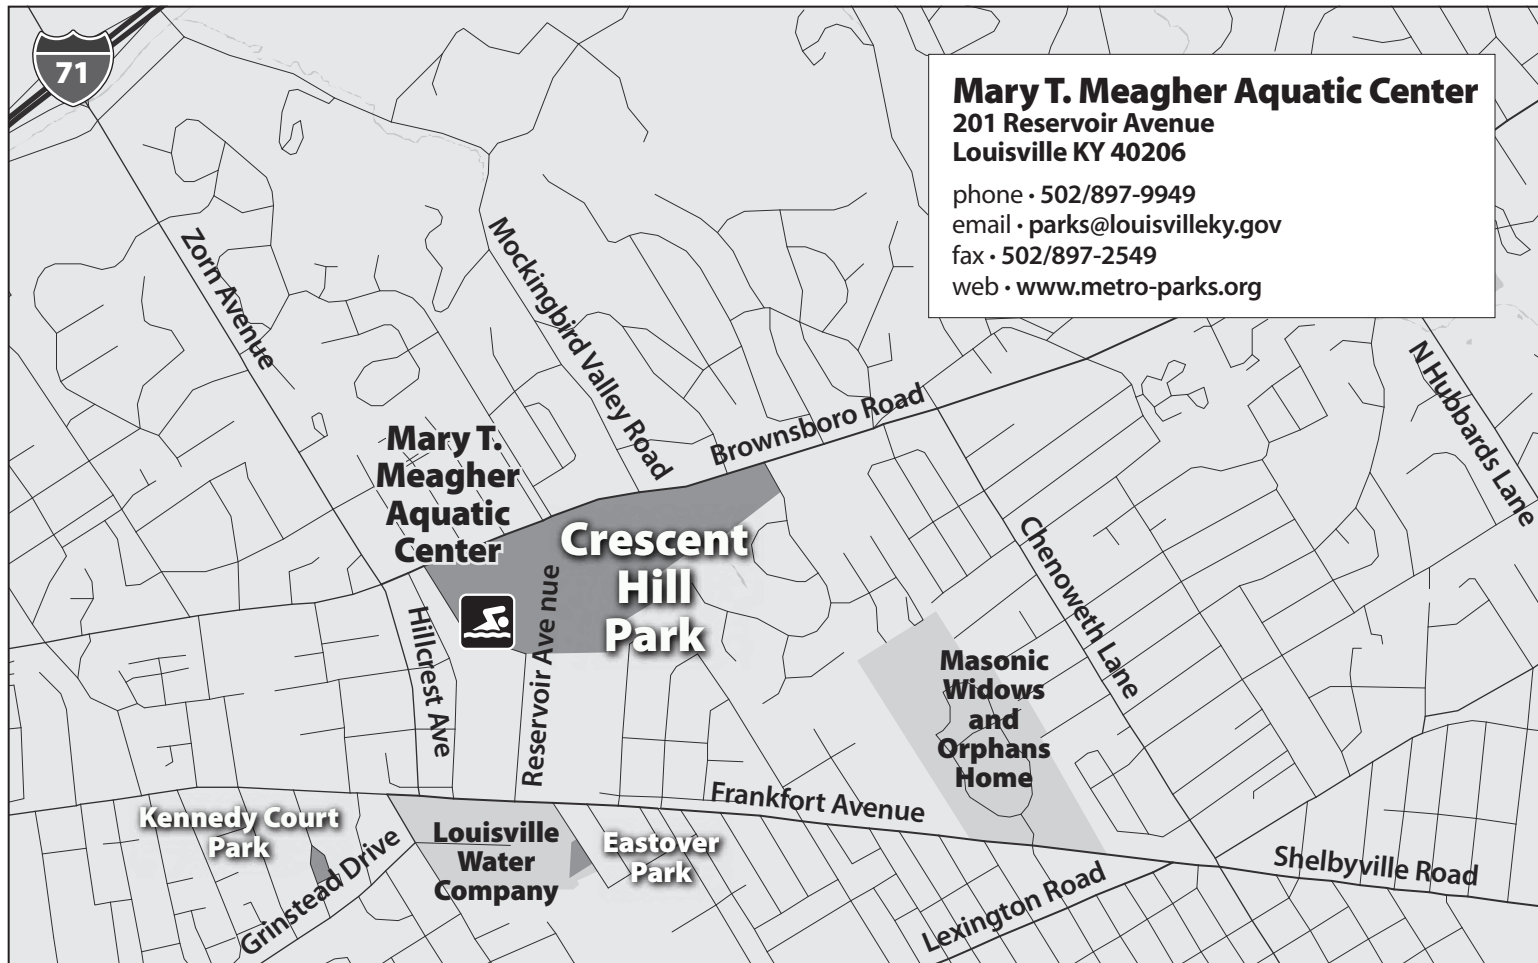 71
Mary T. Meagher Aquatic Center
201 Reservoir Avenue
Louisville KY 40206
phone • 502/897-9949
email • parks@louisvilleky.gov
fax • 502/897-2549
web • www.metro-parks.org
Zorn Avenue
Mockingbird Valley Road
Brownsboro Road
N Hubbards Lane
Mary T.
Meagher
Aquatic
Center
Crescent
Hill
Park
Chenoweth Lane
Hillcrest Ave
Reservoir Ave nue
Masonic
Widows
and
Orphans
Home
Frankfort Avenue
Kennedy Court
Park
Grinstead Drive
Louisville
Water
Company
Eastover
Park
Lexington Road
Shelbyville Road